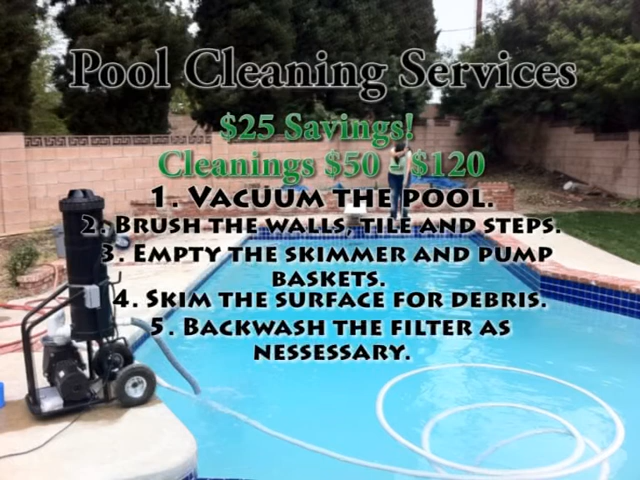 Pool Cleaning Services
$25 Savings!
Cleanings $50 - $120
1. Vacuum the pool.
2. Brush the walls, tile and steps.
3. Empty the skimmer and pump
baskets.
4. Skim the surface for debris.
5. Backwash the filter as
nessessary.